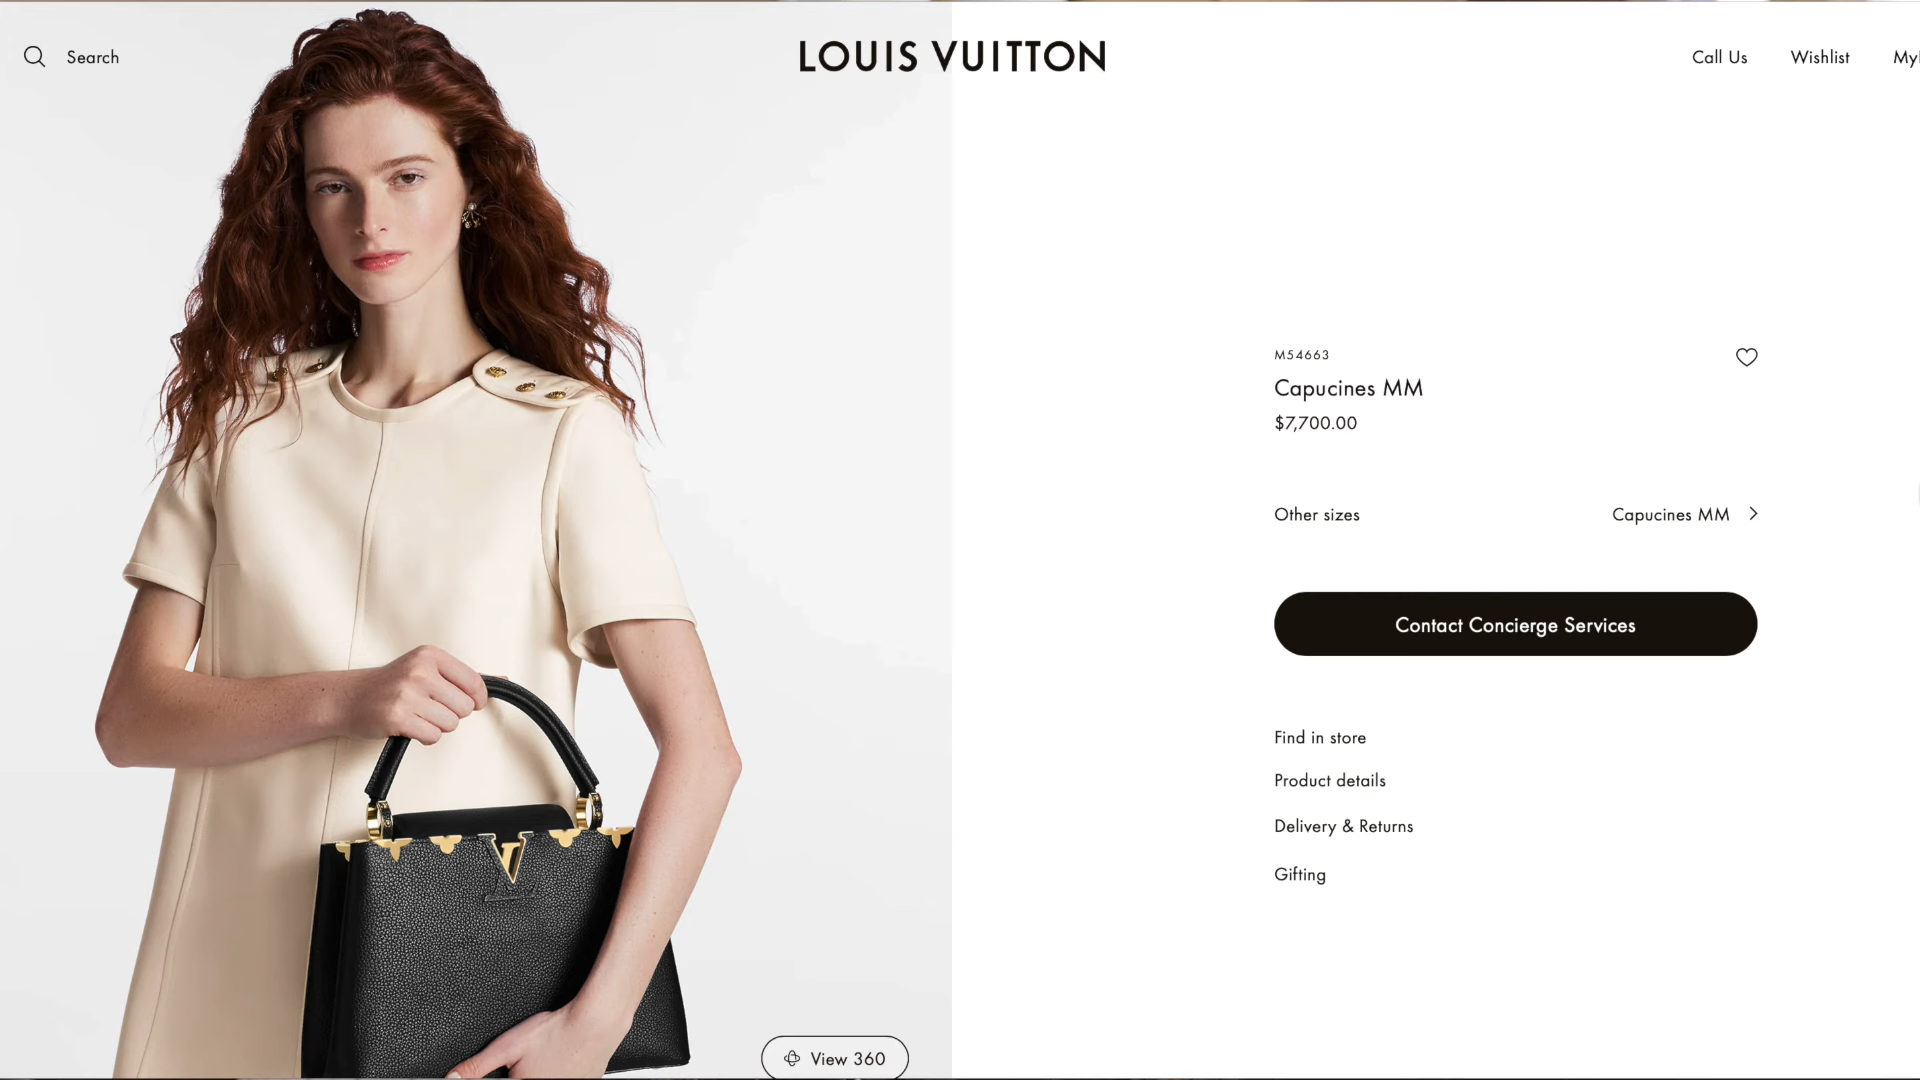 Search
LOUIS VUITTON
Call Us
Wishlist
M54663
Capucines MM
$7,700.00
Other sizes
Capucines MM
Contact Concierge Services
Find in store
Product details
Delivery & Returns
Gifting
View 360